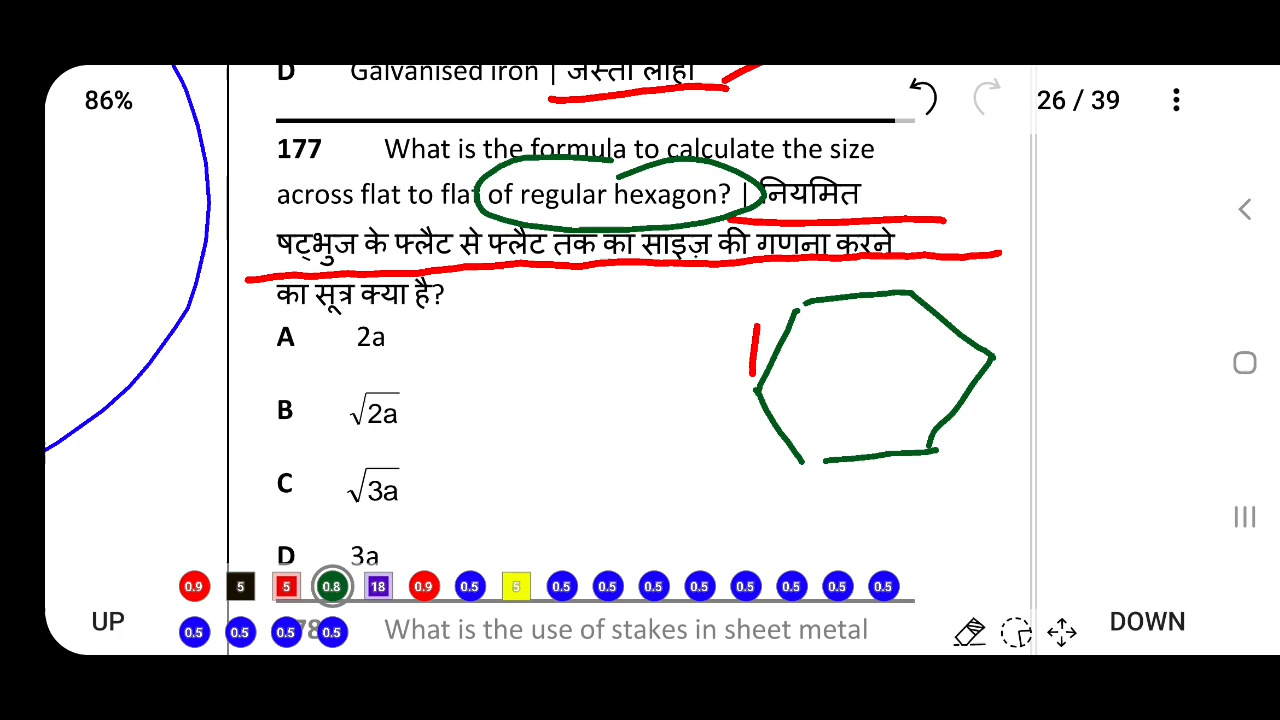 D Galvanised Iron | जस्ती लोहा
86%
26 / 39
177 What is the formula to calculate the size
across flat to flat of regular hexagon? | नियमित
षट्भुज के फ्लैट से फ्लैट तक का साइज़ की गणना करने
का सूत्र क्या है?
A 2a
B √2a
C √3a
D 3a
0.9 5 5 0.8 18 0.9 0.5 5 0.5 0.5 0.5 0.5 0.5 0.5 0.5 0.5
UP 0.5 0.5 0.5 0.5 DOWN
78 What is the use of stakes in sheet metal